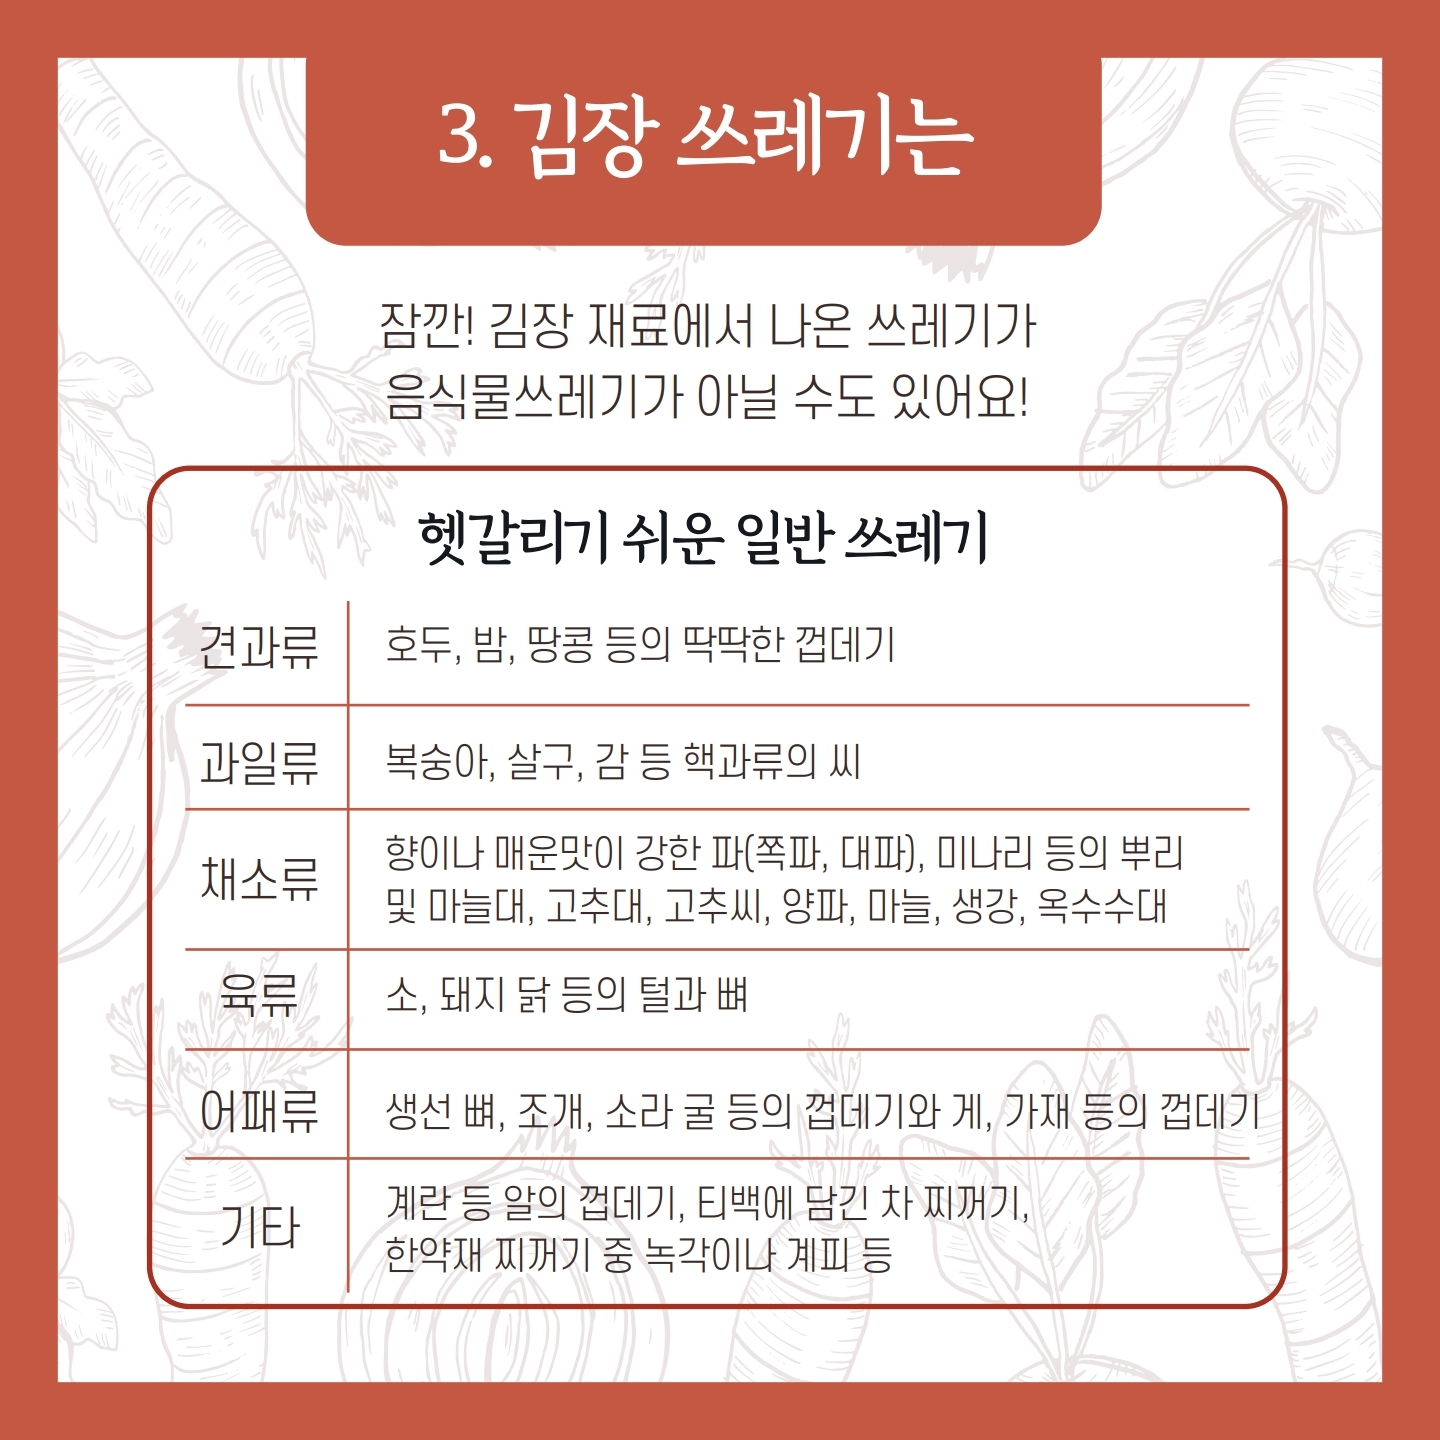 3. 김장 쓰레기는
잠깐! 김장 재료에서 나온 쓰레기가
음식물쓰레기가 아닐 수도 있어요!
헷갈리기 쉬운 일반 쓰레기
견과류
호두, 밤, 땅콩 등의 딱딱한 껍데기
과일류
복숭아, 살구, 감 등 핵과류의 씨
채소류
향이나 매운맛이 강한 파(쪽파, 대파), 미나리 등의 뿌리
및 마늘대, 고추대, 고추씨, 양파, 마늘, 생강, 옥수수대
육류
소, 돼지 닭 등의 털과 뼈
어패류
생선 뼈, 조개, 소라 굴 등의 껍데기와 게, 가재 등의 껍데기
기타
계란 등 알의 껍데기, 티백에 담긴 차 찌꺼기,
한약재 찌꺼기 중 녹각이나 계피 등